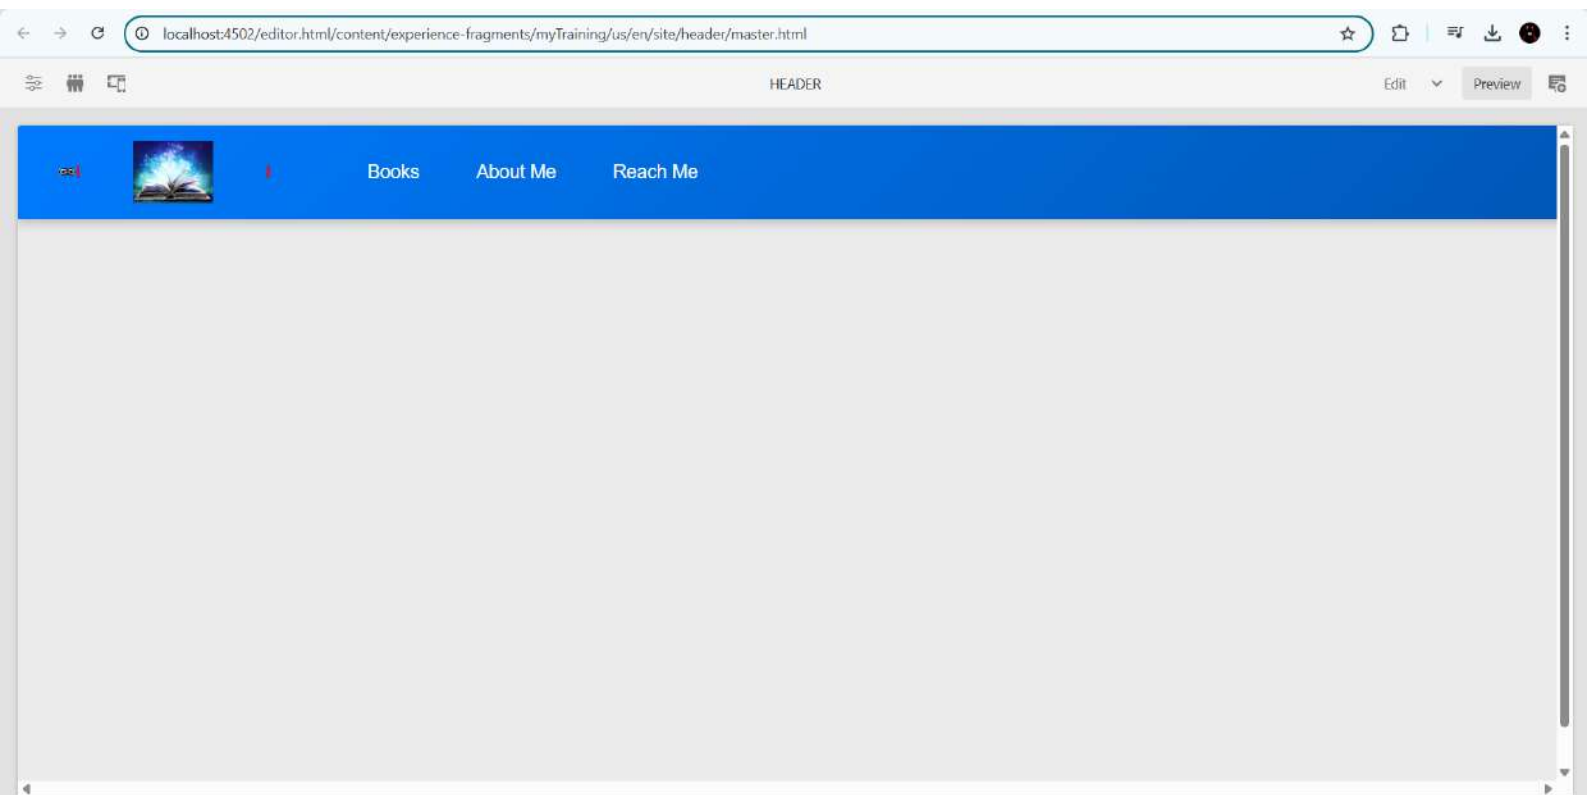 localhost:4502/editor.html/content/experience-fragments/myTraining/us/en/site/header/master.html
HEADER
Edit
Preview
Books
About Me
Reach Me